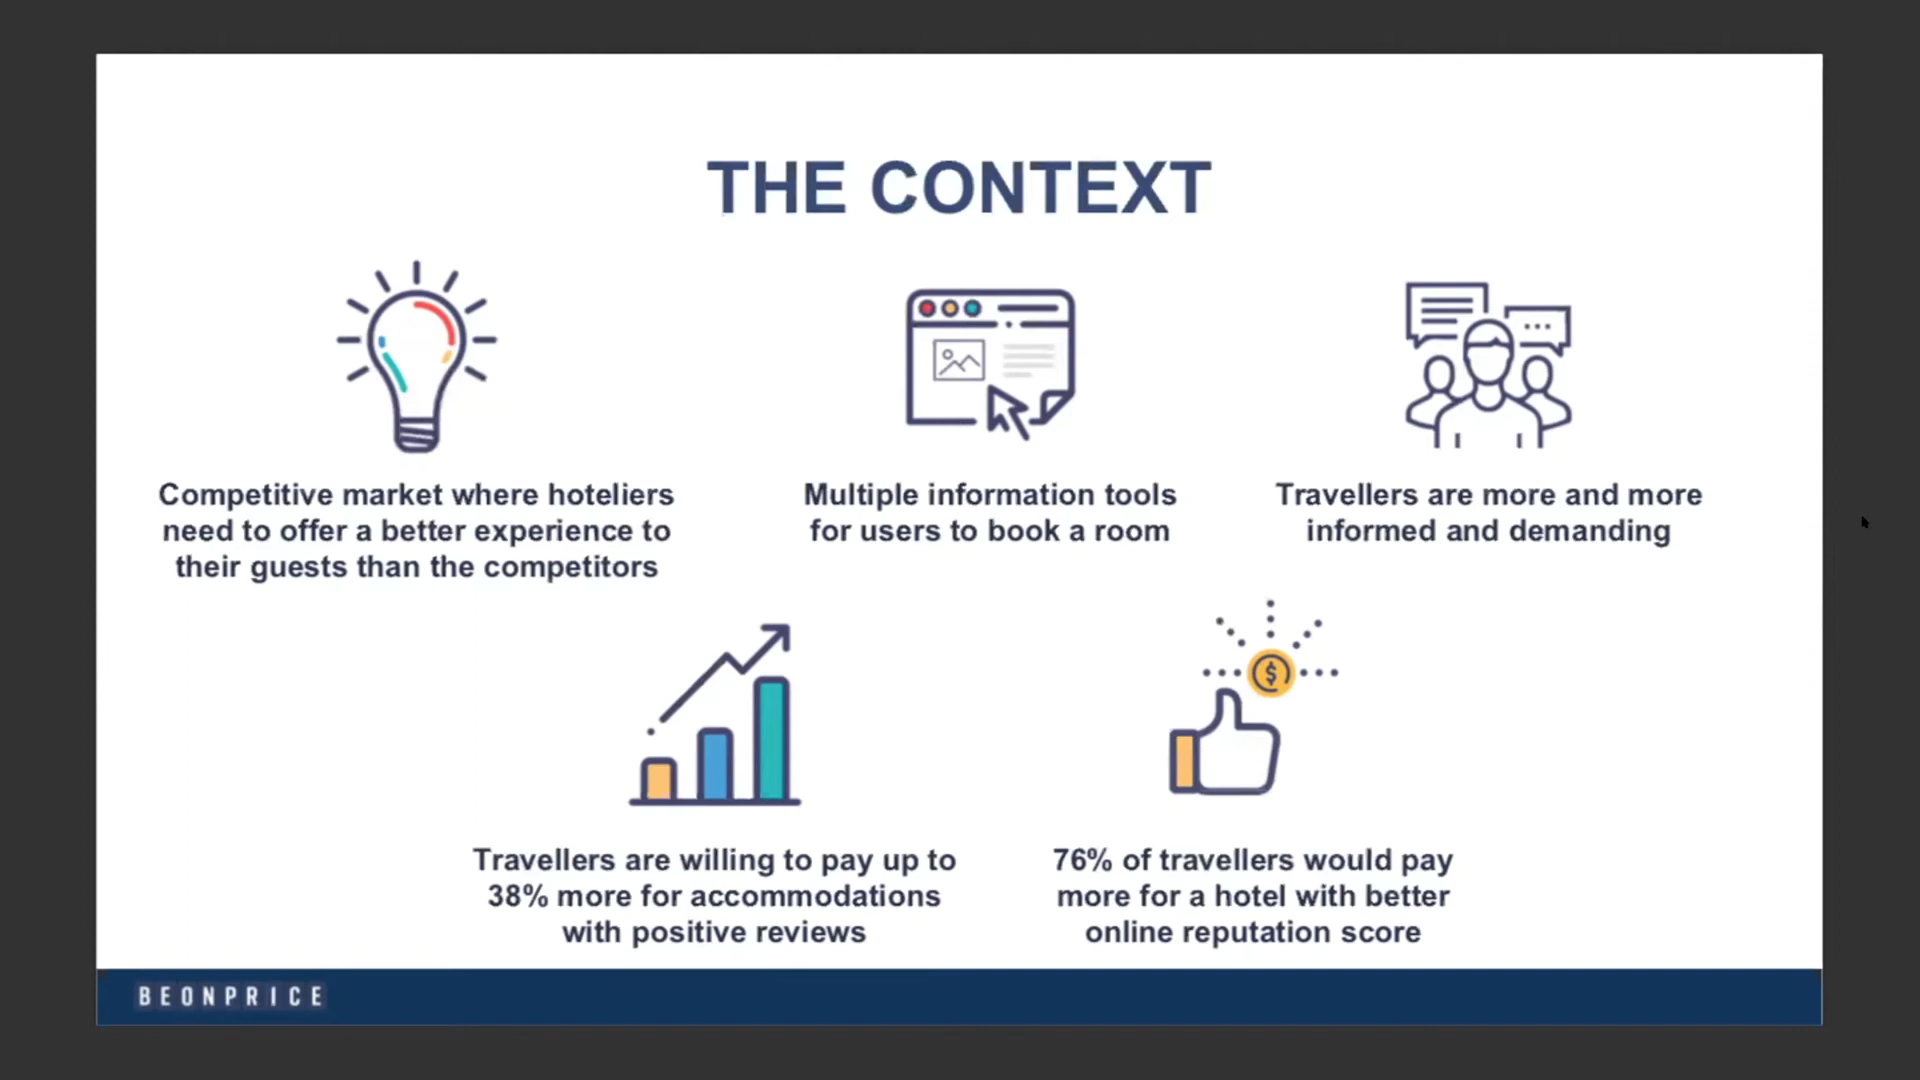 THE CONTEXT
Competitive market where hoteliers
need to offer a better experience to
their guests than the competitors
Multiple information tools
for users to book a room
Travellers are more and more
informed and demanding
$
Travellers are willing to pay up to
38% more for accommodations
with positive reviews
76% of travellers would pay
more for a hotel with better
online reputation score
BEONPRICE